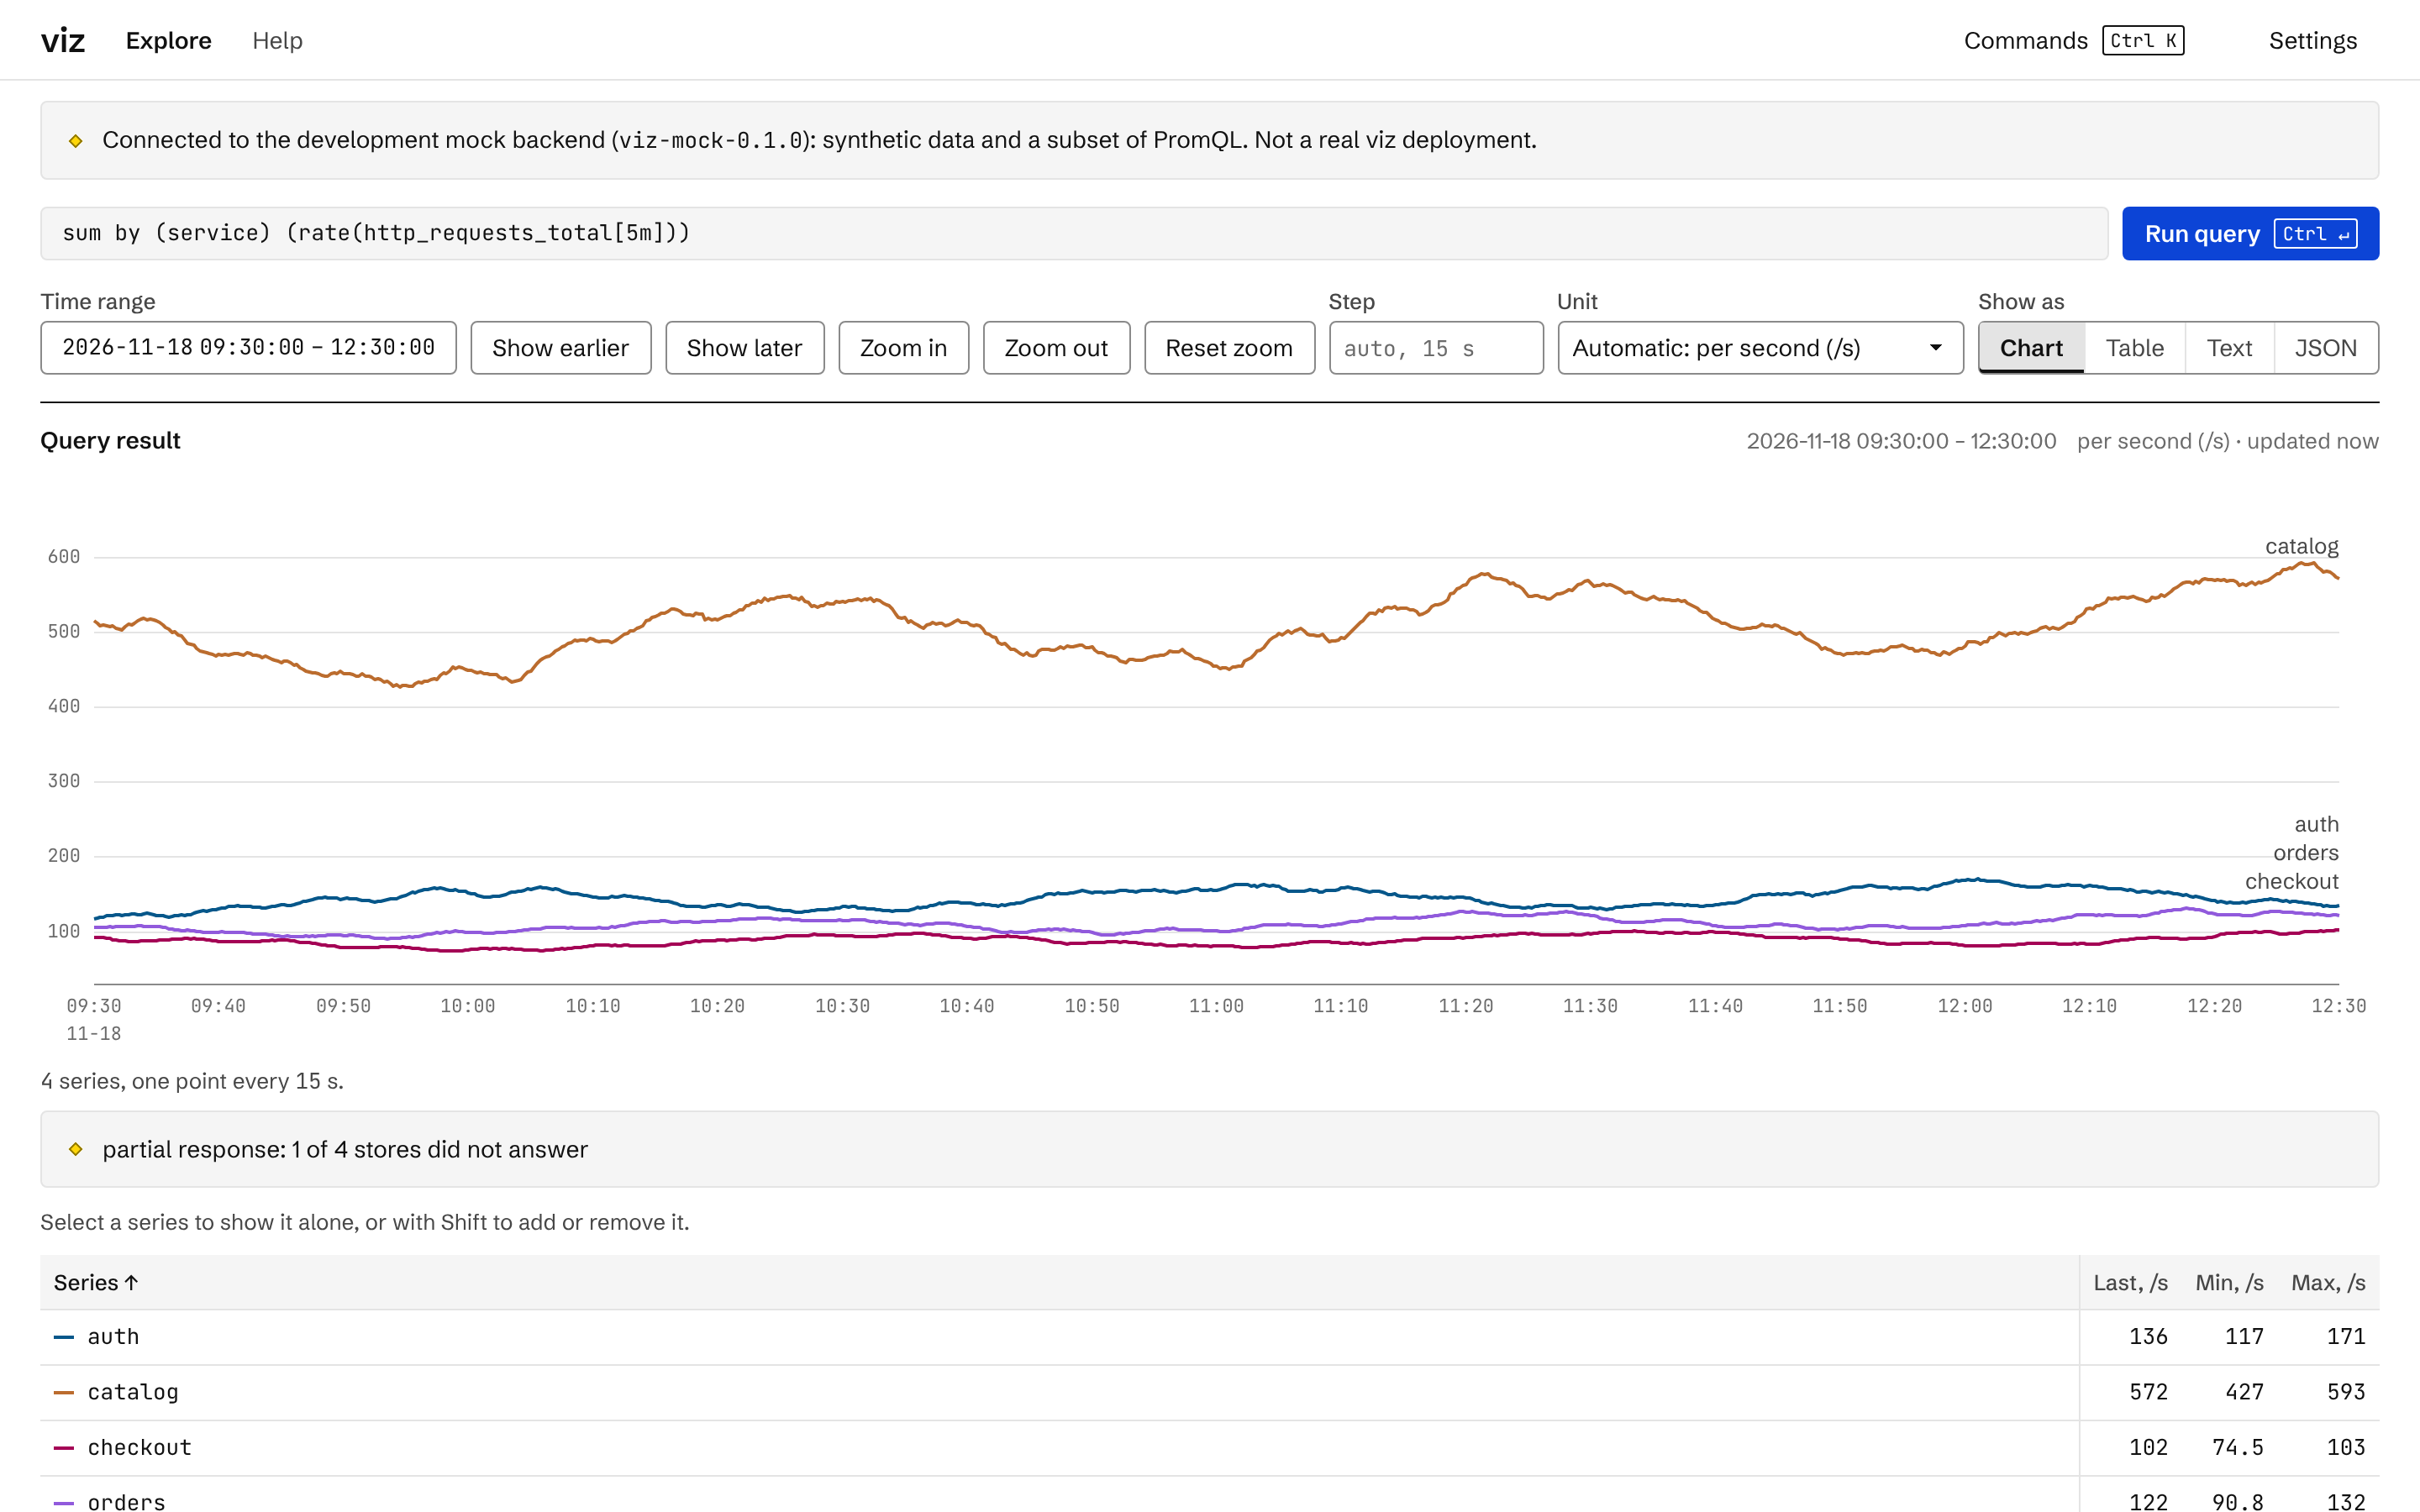 viz Explore Help Commands Ctrl K Settings
Connected to the development mock backend (viz-mock-0.1.0): synthetic data and a subset of PromQL. Not a real viz deployment.
sum by (service) (rate(http_requests_total[5m])) Run query Ctrl ↵
Time range Step Unit Show as
2026-11-18 09:30:00 – 12:30:00 Show earlier Show later Zoom in Zoom out Reset zoom auto, 15 s Automatic: per second (/s) Chart Table Text JSON
Query result 2026-11-18 09:30:00 – 12:30:00 per second (/s) · updated now
catalog
600
500
400
300
auth
200 orders
checkout
100
09:30 09:40 09:50 10:00 10:10 10:20 10:30 10:40 10:50 11:00 11:10 11:20 11:30 11:40 11:50 12:00 12:10 12:20 12:30
11-18
4 series, one point every 15 s.
partial response: 1 of 4 stores did not answer
Select a series to show it alone, or with Shift to add or remove it.
Series ↑ Last, /s Min, /s Max, /s
auth 136 117 171
catalog 572 427 593
checkout 102 74.5 103
orders 122 90.8 132